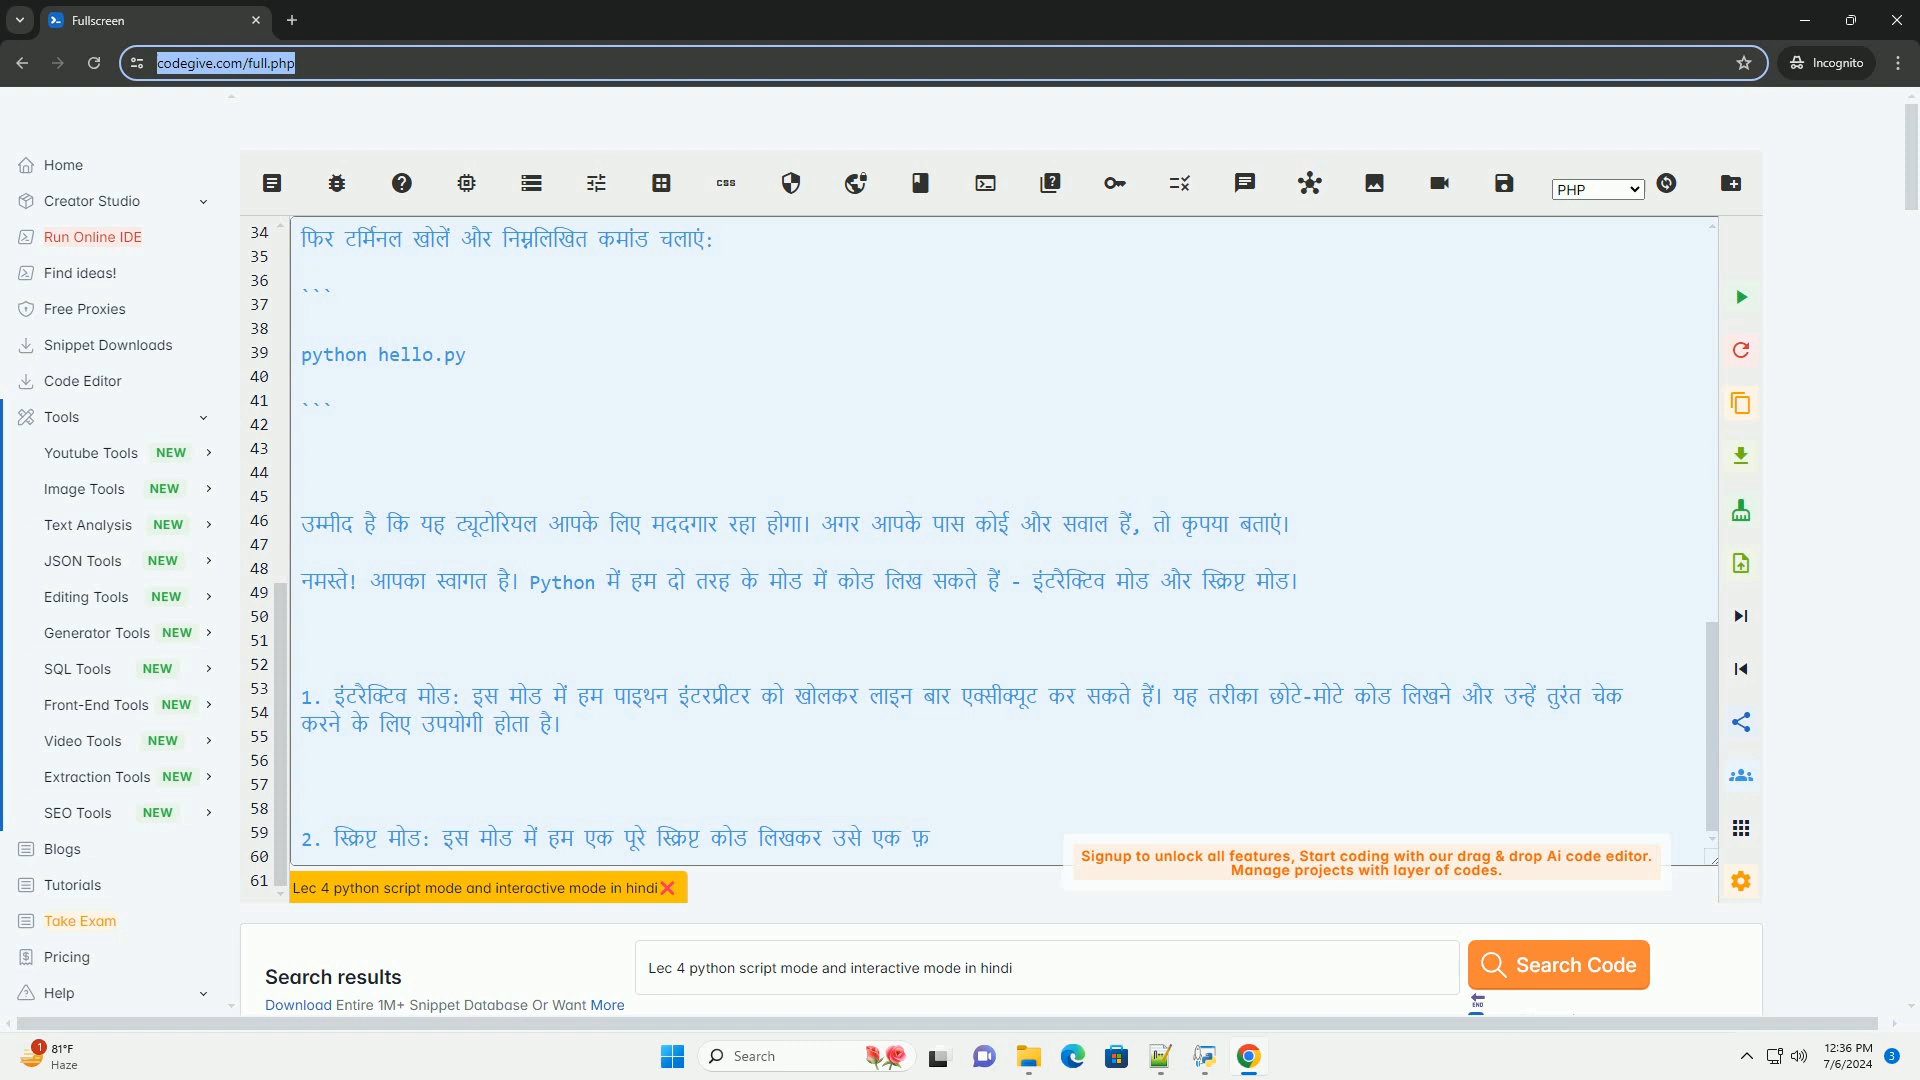 Fullscreen
codegive.com/full.php
Incognito
Home
Creator Studio
Run Online IDE
Find ideas!
Free Proxies
Snippet Downloads
Code Editor
Tools
Youtube Tools NEW
Image Tools NEW
Text Analysis NEW
JSON Tools NEW
Editing Tools NEW
Generator Tools NEW
SQL Tools NEW
Front-End Tools NEW
Video Tools NEW
Extraction Tools NEW
SEO Tools NEW
Blogs
Tutorials
Take Exam
Pricing
Help
css
PHP
34
35
36
37
38
39
40
41
42
43
44
45
46
47
48
49
50
51
52
53
54
55
56
57
58
59
60
61
फिर टर्मिनल खोलें और निम्नलिखित कमांड चलाएं:
```
python hello.py
```
उम्मीद है कि यह ट्यूटोरियल आपके लिए मददगार रहा होगा। अगर आपके पास कोई और सवाल हैं, तो कृपया बताएं।
नमस्ते! आपका स्वागत है। Python में हम दो तरह के मोड में कोड लिख सकते हैं - इंटरैक्टिव मोड और स्क्रिप्ट मोड।
1. इंटरैक्टिव मोड: इस मोड में हम पाइथन इंटरप्रीटर को खोलकर लाइन बार एक्सीक्यूट कर सकते हैं। यह तरीका छोटे-मोटे कोड लिखने और उन्हें तुरंत चेक
करने के लिए उपयोगी होता है।
2. स्क्रिप्ट मोड: इस मोड में हम एक पूरे स्क्रिप्ट कोड लिखकर उसे एक फ़
Signup to unlock all features, Start coding with our drag & drop Ai code editor.
Manage projects with layer of codes.
Lec 4 python script mode and interactive mode in hindi
Search results
Download Entire 1M+ Snippet Database Or Want More
Lec 4 python script mode and interactive mode in hindi
Search Code
END
1
81°F
Haze
Search
12:36 PM
7/6/2024
3